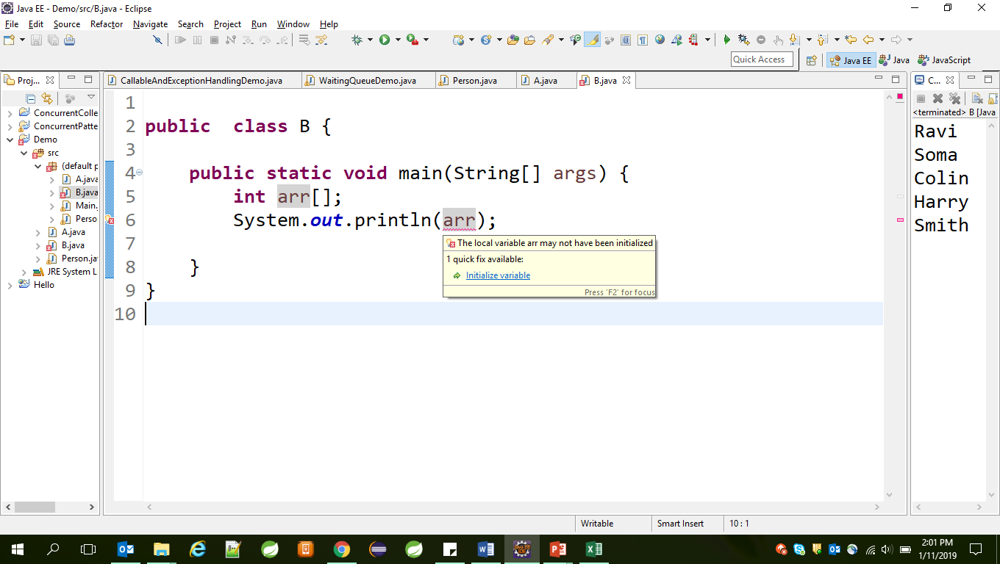 Java EE - Demo/src/B.java - Eclipse
File Edit Source Refactor Navigate Search Project Run Window Help
Quick Access Java EE Java JavaScript
Proj... CallableAndExceptionHandlingDemo.java WaitingQueueDemo.java Person.java A.java B.java C...
ConcurrentColle
ConcurrentPatte
Demo
src
(default p
A.java
B.java
Main.
Perso
A.java
B.java
Person.ja
JRE System L
Hello
1
2 public class B {
3
4 public static void main(String[] args) {
5 int arr[];
6 System.out.println(arr);
7
8 }
9 }
10
The local variable arr may not have been initialized
1 quick fix available:
Initialize variable
Press 'F2' for focus
<terminated> B [Java
Ravi
Soma
Colin
Harry
Smith
Writable Smart Insert 10 : 1
2:01 PM
1/11/2019